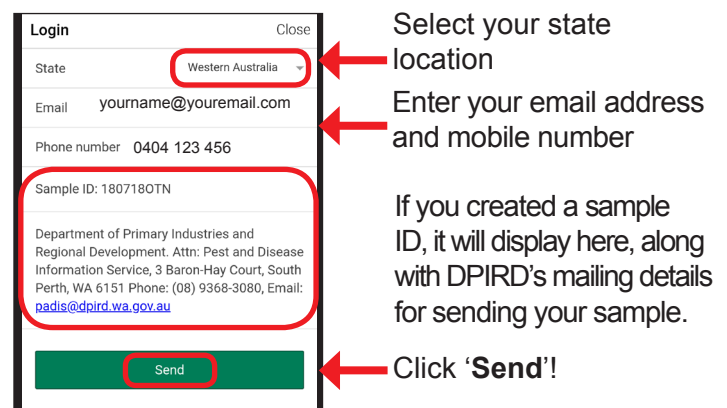 Login Close
Select your state
location
State Western Australia
Enter your email address
and mobile number
Email yourname@youremail.com
Phone number 0404 123 456
Sample ID: 180718OTN
If you created a sample
ID, it will display here, along
with DPIRD’s mailing details
for sending your sample.
Department of Primary Industries and
Regional Development. Attn: Pest and Disease
Information Service, 3 Baron-Hay Court, South
Perth, WA 6151 Phone: (08) 9368-3080, Email:
padis@dpird.wa.gov.au
Send
Click ‘Send’!